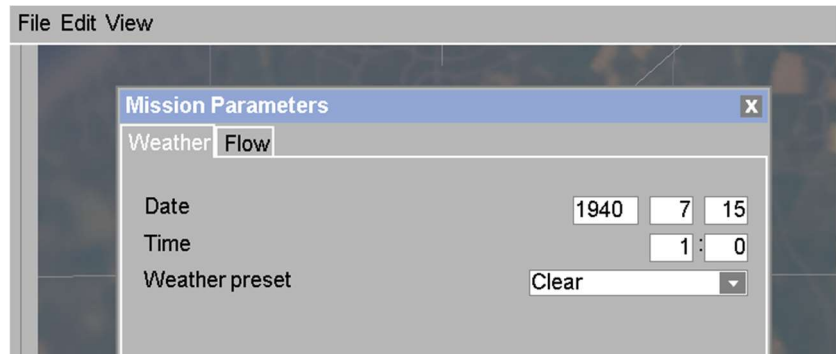 File Edit View
Mission Parameters X
Weather Flow
Date 1940 7 15
Time 1 : 0
Weather preset Clear